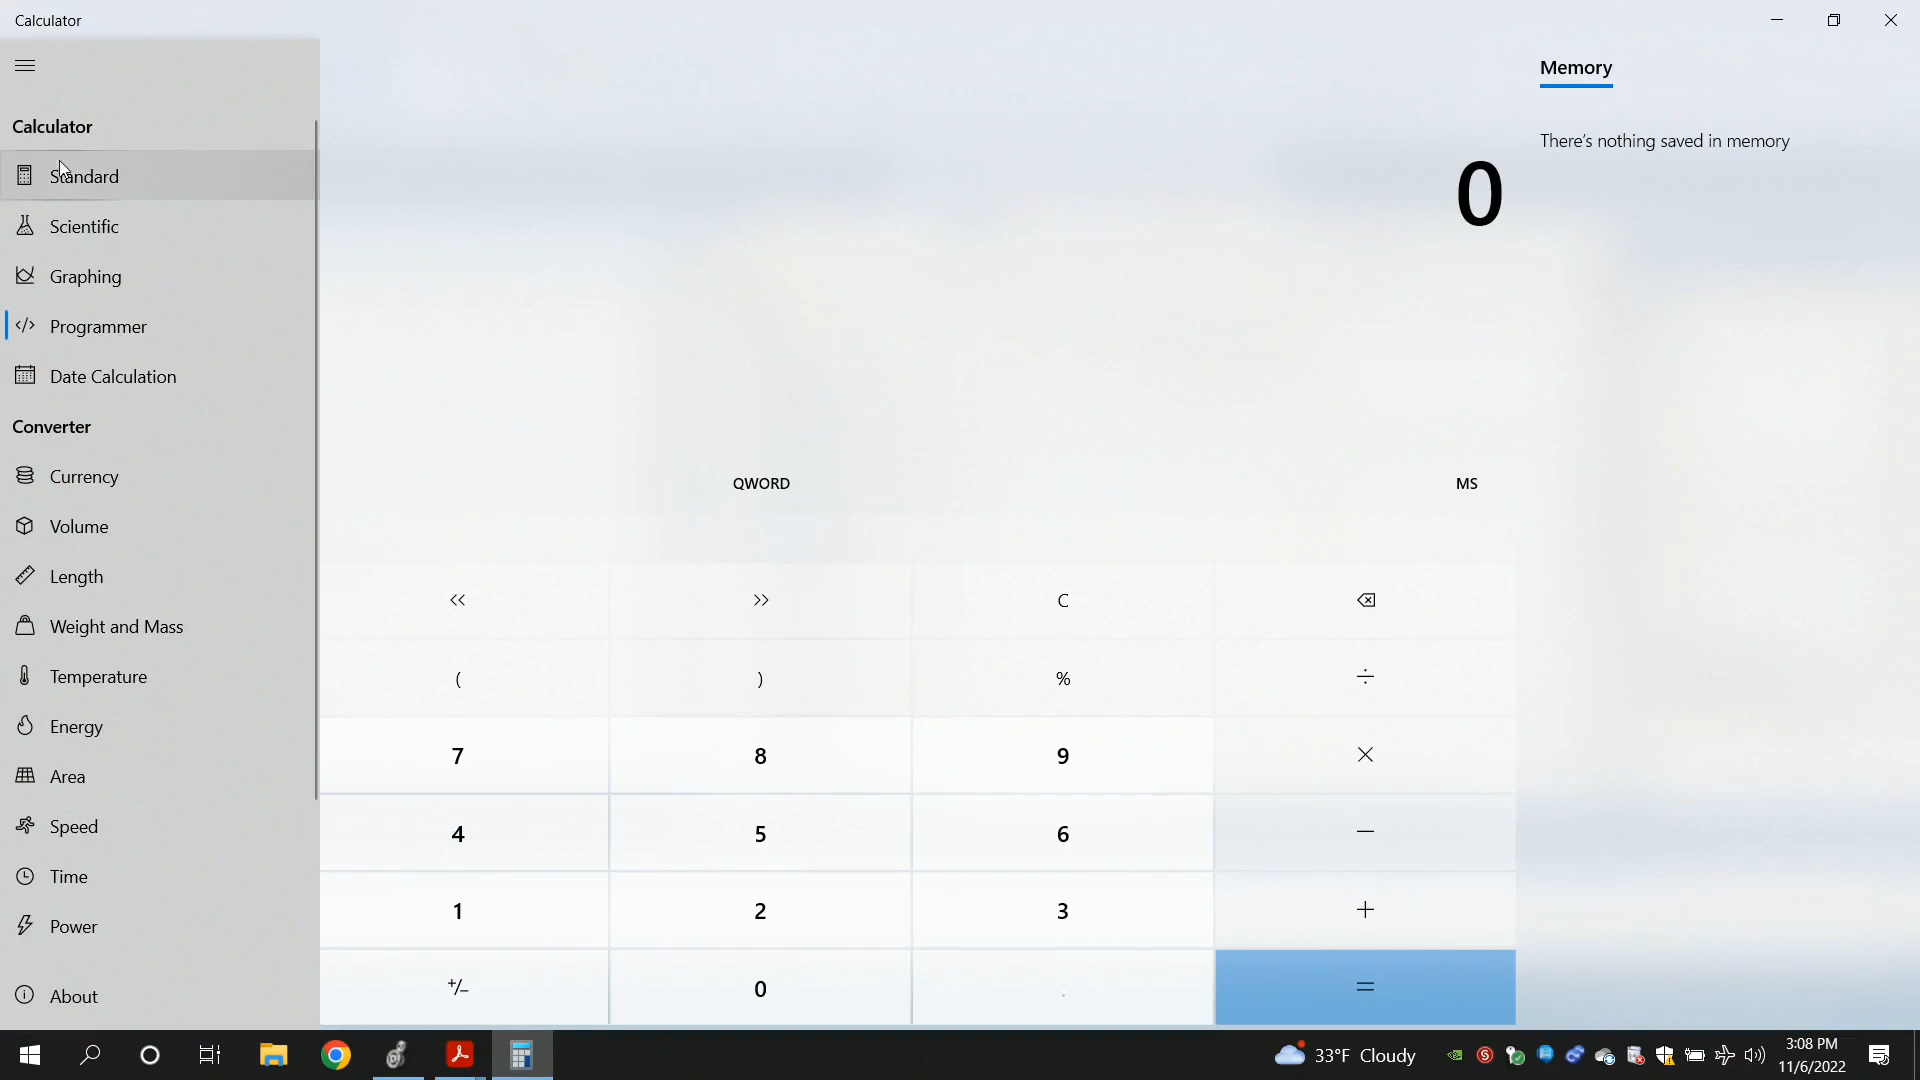 Calculator
Memory
There's nothing saved in memory
0
Calculator
Standard
Scientific
Graphing
Programmer
Date Calculation
Converter
Currency
Volume
Length
Weight and Mass
Temperature
Energy
Area
Speed
Time
Power
About
QWORD MS
<< >> C
( ) % ÷
7 8 9 ×
4 5 6 −
1 2 3 +
+/− 0 . =
33°F Cloudy
3:08 PM
11/6/2022